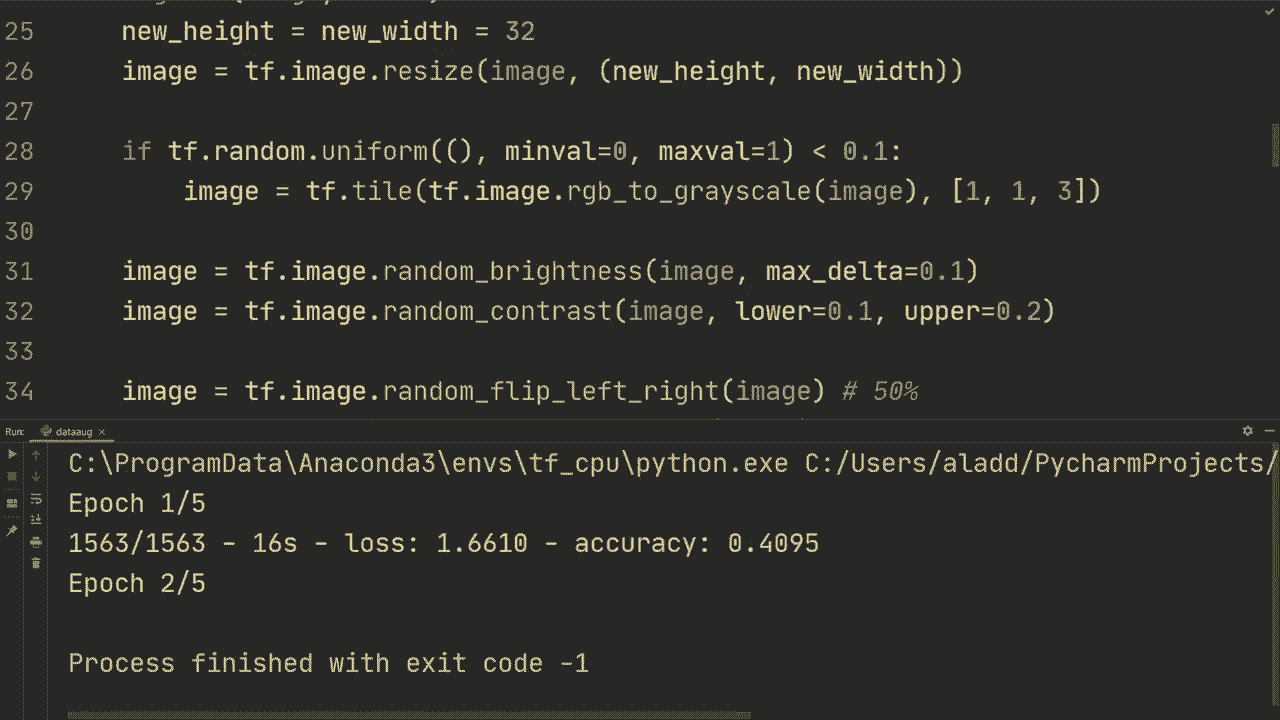 25 new_height = new_width = 32
26 image = tf.image.resize(image, (new_height, new_width))
27
28 if tf.random.uniform((), minval=0, maxval=1) < 0.1:
29 image = tf.tile(tf.image.rgb_to_grayscale(image), [1, 1, 3])
30
31 image = tf.image.random_brightness(image, max_delta=0.1)
32 image = tf.image.random_contrast(image, lower=0.1, upper=0.2)
33
34 image = tf.image.random_flip_left_right(image) # 50%
Run: dataaug ×
C:\ProgramData\Anaconda3\envs\tf_cpu\python.exe C:/Users/aladd/PycharmProjects/
Epoch 1/5
1563/1563 - 16s - loss: 1.6610 - accuracy: 0.4095
Epoch 2/5
Process finished with exit code -1